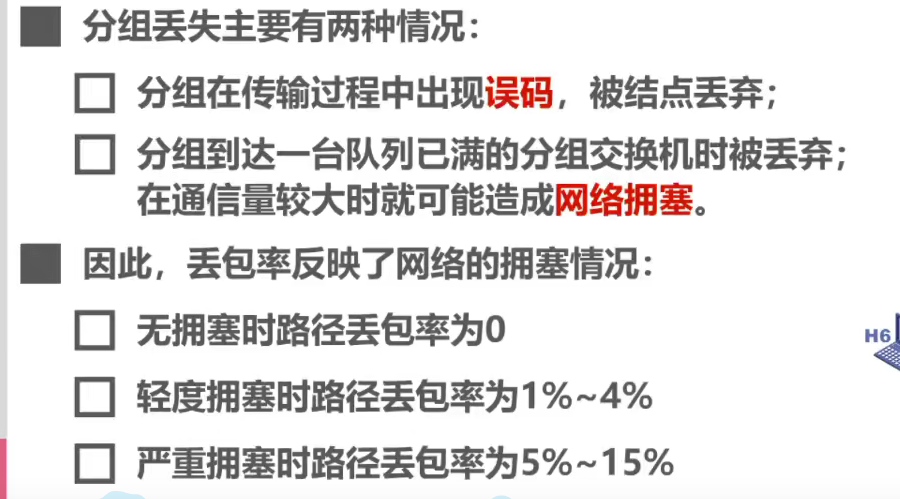 分组丢失主要有两种情况：
分组在传输过程中出现误码，被结点丢弃；
分组到达一台队列已满的分组交换机时被丢弃；
在通信量较大时就可能造成网络拥塞。
因此，丢包率反映了网络的拥塞情况：
无拥塞时路径丢包率为0
H6
轻度拥塞时路径丢包率为1%~4%
严重拥塞时路径丢包率为5%~15%